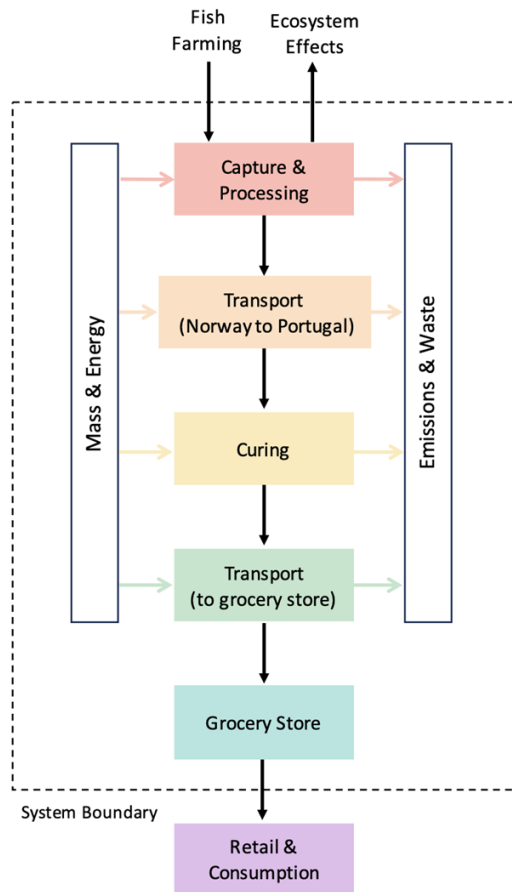 Fish
Farming
Ecosystem
Effects
Capture &
Processing
Mass & Energy
Emissions & Waste
Transport
(Norway to Portugal)
Curing
Transport
(to grocery store)
Grocery Store
System Boundary
Retail &
Consumption